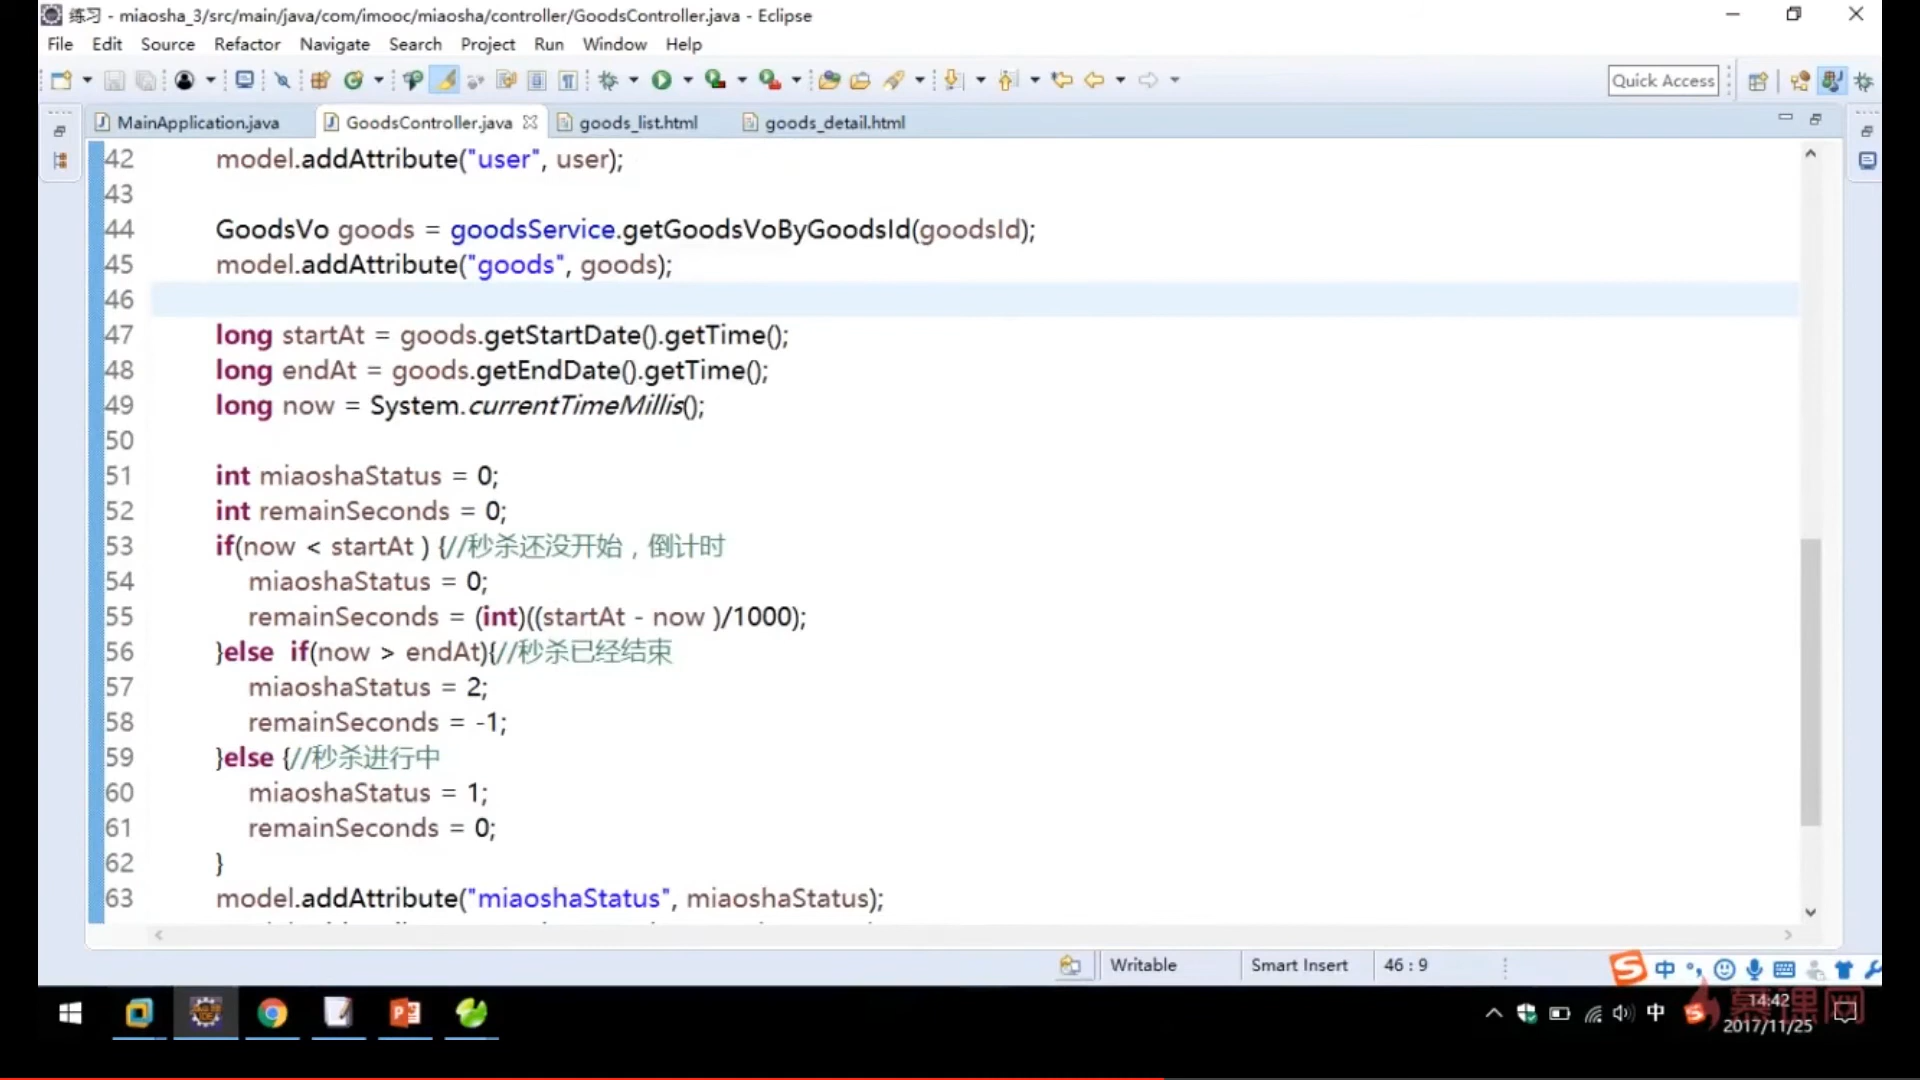 练习 - miaosha_3/src/main/java/com/imooc/miaosha/controller/GoodsController.java - Eclipse
File Edit Source Refactor Navigate Search Project Run Window Help
Quick Access
MainApplication.java GoodsController.java goods_list.html goods_detail.html
42 model.addAttribute("user", user);
43
44 GoodsVo goods = goodsService.getGoodsVoByGoodsId(goodsId);
45 model.addAttribute("goods", goods);
46
47 long startAt = goods.getStartDate().getTime();
48 long endAt = goods.getEndDate().getTime();
49 long now = System.currentTimeMillis();
50
51 int miaoshaStatus = 0;
52 int remainSeconds = 0;
53 if(now < startAt ) {//秒杀还没开始，倒计时
54 miaoshaStatus = 0;
55 remainSeconds = (int)((startAt - now )/1000);
56 }else  if(now > endAt){//秒杀已经结束
57 miaoshaStatus = 2;
58 remainSeconds = -1;
59 }else {//秒杀进行中
60 miaoshaStatus = 1;
61 remainSeconds = 0;
62 }
63 model.addAttribute("miaoshaStatus", miaoshaStatus);
Writable Smart Insert 46 : 9
中
中 14:42
2017/11/25
慕课网